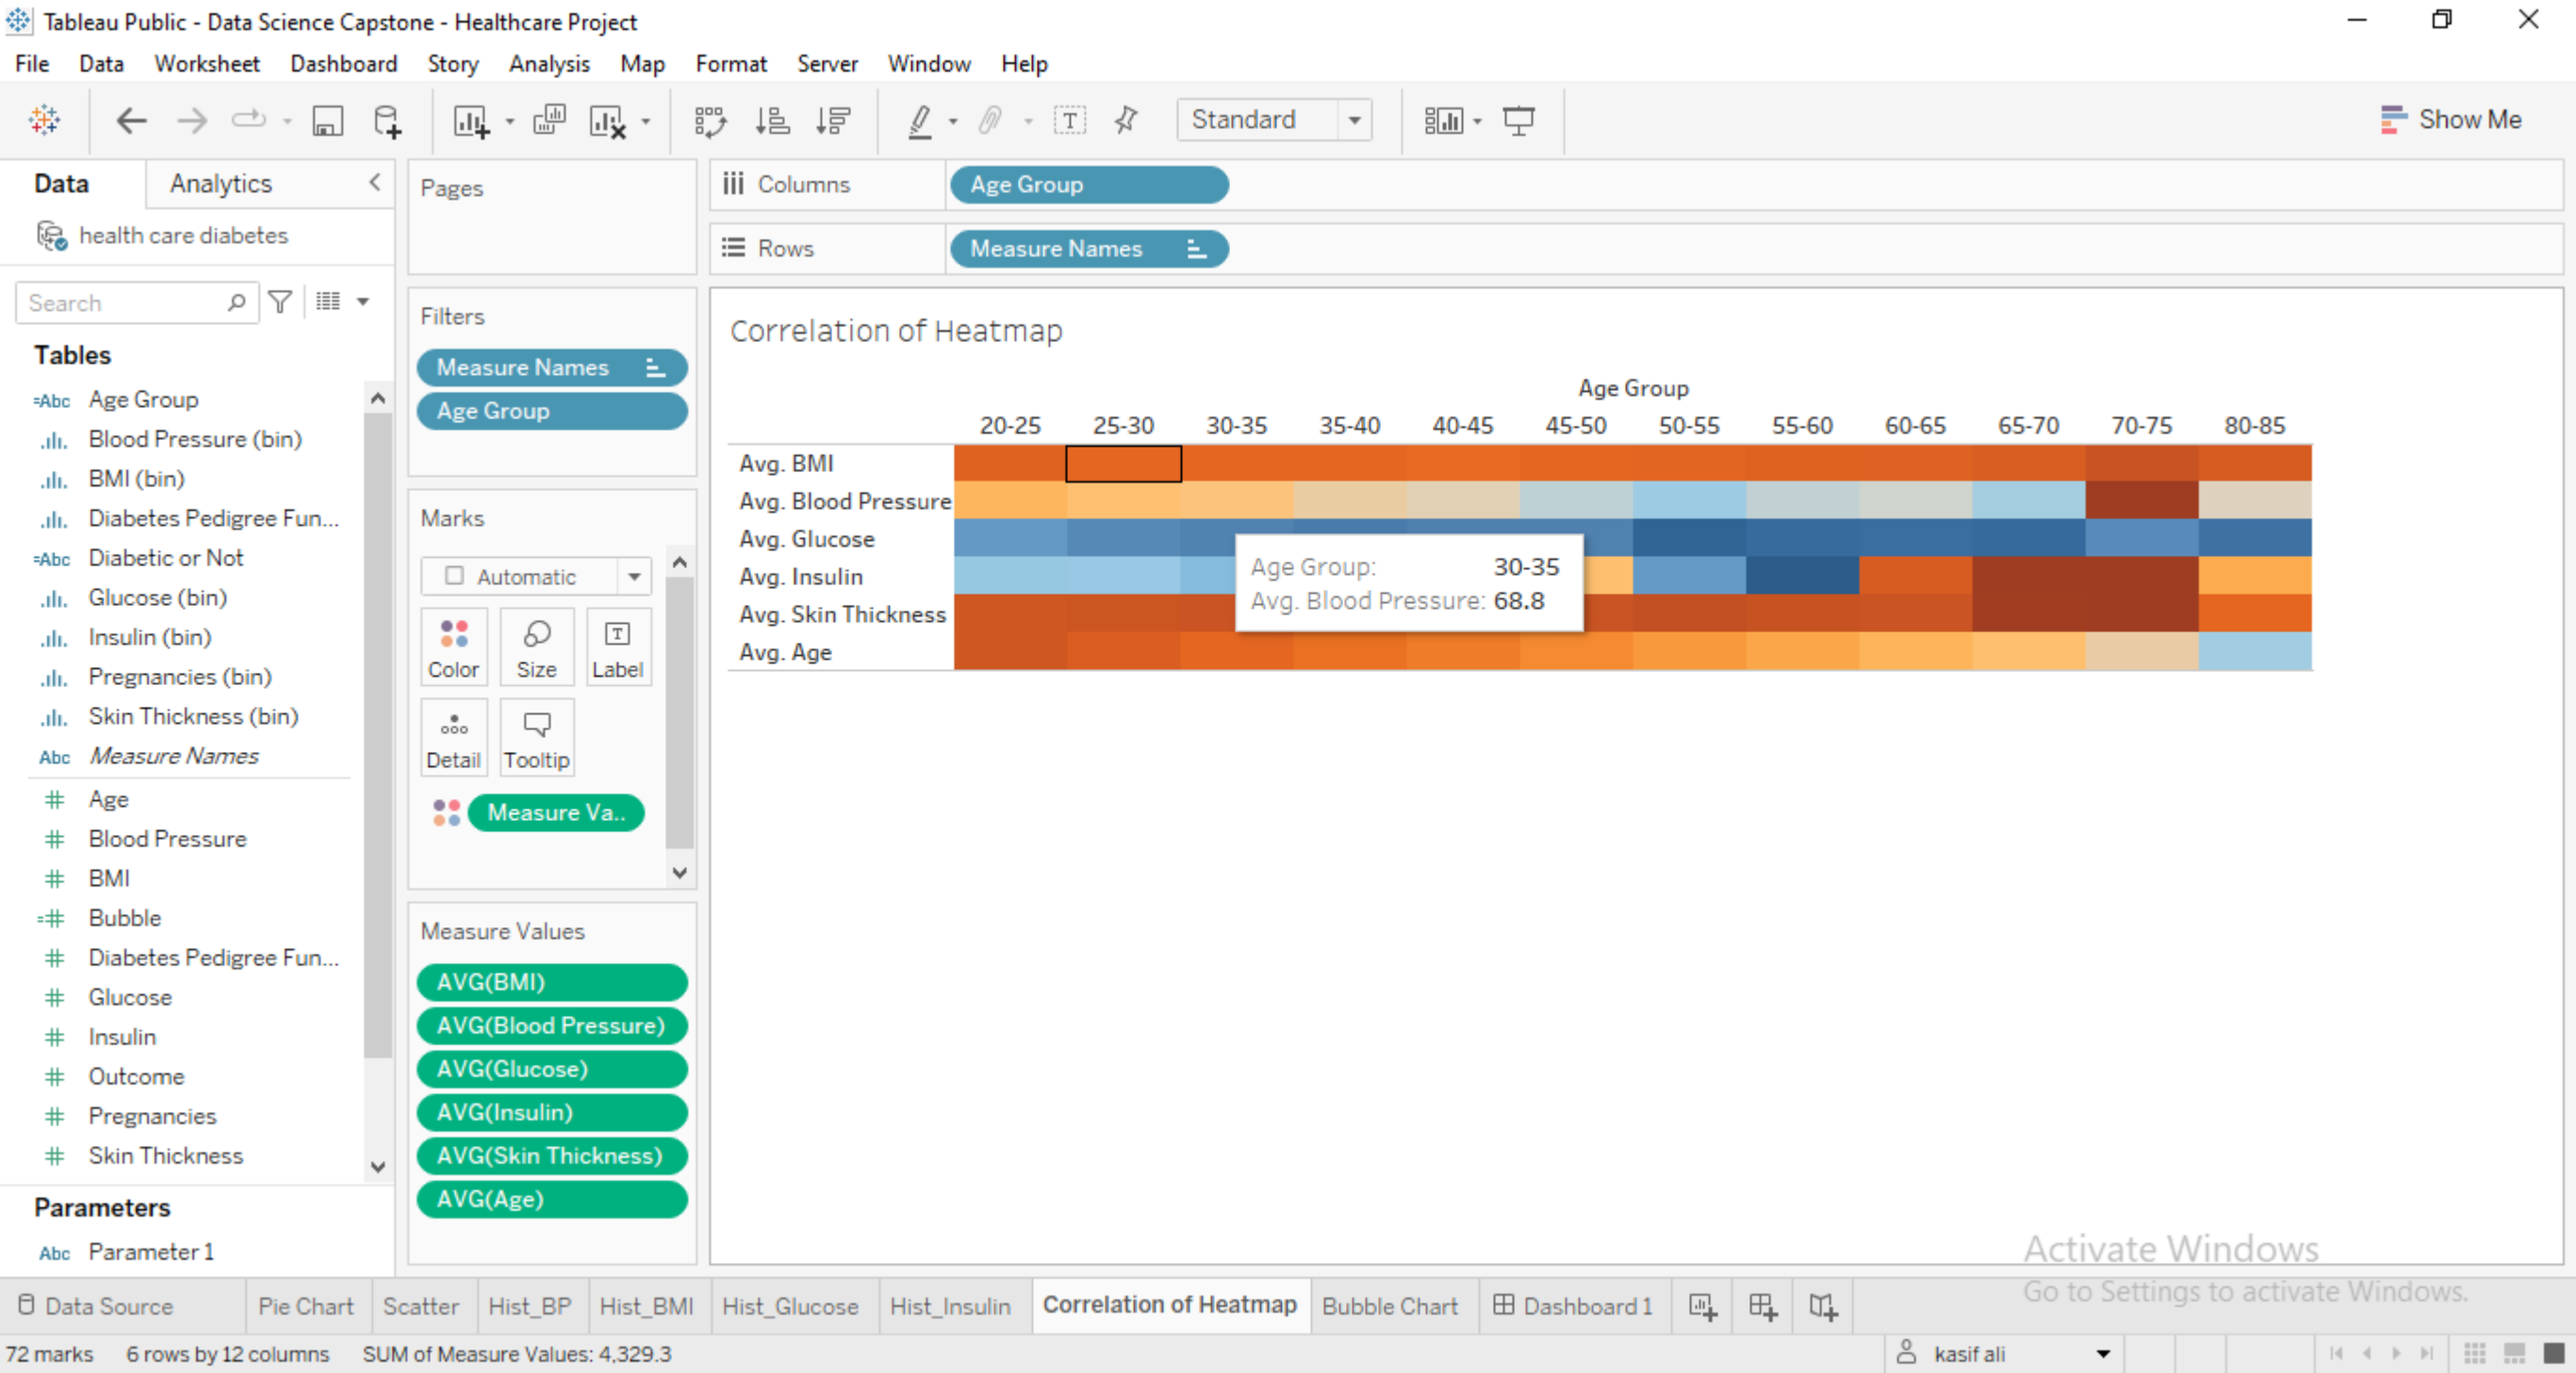 Tableau Public - Data Science Capstone - Healthcare Project
File Data Worksheet Dashboard Story Analysis Map Format Server Window Help
Standard
Show Me
Data Analytics
health care diabetes
Search
Tables
=Abc Age Group
Blood Pressure (bin)
BMI (bin)
Diabetes Pedigree Fun...
=Abc Diabetic or Not
Glucose (bin)
Insulin (bin)
Pregnancies (bin)
Skin Thickness (bin)
Abc Measure Names
# Age
# Blood Pressure
# BMI
=# Bubble
# Diabetes Pedigree Fun...
# Glucose
# Insulin
# Outcome
# Pregnancies
# Skin Thickness
Parameters
Abc Parameter 1
Pages
Filters
Measure Names
Age Group
Marks
Automatic
Color Size Label
Detail Tooltip
Measure Va..
Measure Values
AVG(BMI)
AVG(Blood Pressure)
AVG(Glucose)
AVG(Insulin)
AVG(Skin Thickness)
AVG(Age)
Columns Age Group
Rows Measure Names
Correlation of Heatmap
Age Group
20-25 25-30 30-35 35-40 40-45 45-50 50-55 55-60 60-65 65-70 70-75 80-85
Avg. BMI
Avg. Blood Pressure
Avg. Glucose
Avg. Insulin
Avg. Skin Thickness
Avg. Age
Age Group: 30-35
Avg. Blood Pressure: 68.8
Activate Windows
Go to Settings to activate Windows.
Data Source Pie Chart Scatter Hist_BP Hist_BMI Hist_Glucose Hist_Insulin Correlation of Heatmap Bubble Chart Dashboard 1
72 marks 6 rows by 12 columns SUM of Measure Values: 4,329.3 kasif ali